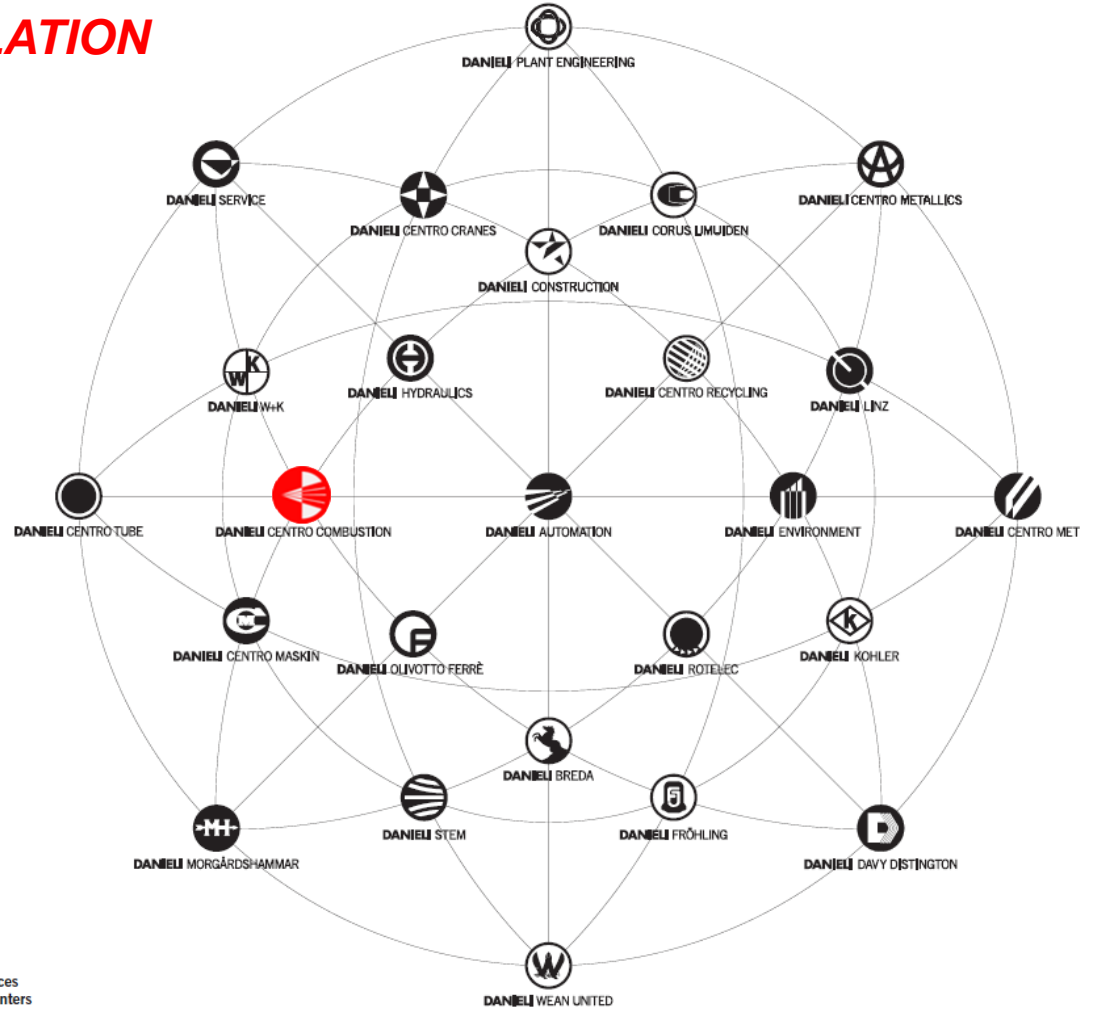 LATION
DANIELI PLANT ENGINEERING
DANIELI SERVICE
DANIELI CENTRO METALLICS
DANIELI CENTRO CRANES
DANIELI CORUS IJMUIDEN
DANIELI CONSTRUCTION
K
W
DANIELI HYDRAULICS
DANIELI CENTRO RECYCLING
DANIELI W+K
DANIELI LINZ
DANIELI CENTRO TUBE
DANIELI CENTRO COMBUSTION
DANIELI AUTOMATION
DANIELI ENVIRONMENT
DANIELI CENTRO MET
M
K
DANIELI CENTRO MASKIN
DANIELI OLIVOTTO FERRÈ
DANIELI ROTELEC
DANIELI KOHLER
DANIELI BREDA
MH
D
DANIELI STEM
DANIELI FRÖHLING
DANIELI MORGÅRDSHAMMAR
DANIELI DAVY DISTINGTON
W
DANIELI WEAN UNITED
ces
nters